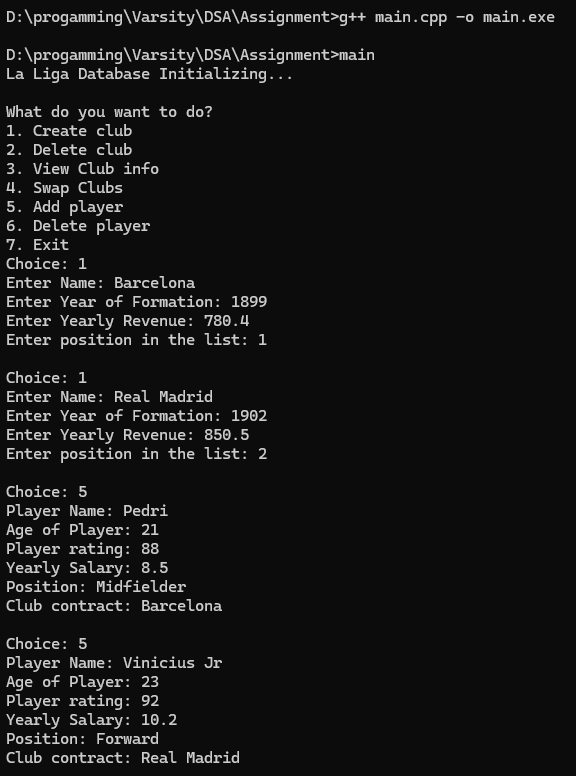 D:\progamming\Varsity\DSA\Assignment>g++ main.cpp -o main.exe
D:\progamming\Varsity\DSA\Assignment>main
La Liga Database Initializing...
What do you want to do?
1. Create club
2. Delete club
3. View Club info
4. Swap Clubs
5. Add player
6. Delete player
7. Exit
Choice: 1
Enter Name: Barcelona
Enter Year of Formation: 1899
Enter Yearly Revenue: 780.4
Enter position in the list: 1
Choice: 1
Enter Name: Real Madrid
Enter Year of Formation: 1902
Enter Yearly Revenue: 850.5
Enter position in the list: 2
Choice: 5
Player Name: Pedri
Age of Player: 21
Player rating: 88
Yearly Salary: 8.5
Position: Midfielder
Club contract: Barcelona
Choice: 5
Player Name: Vinicius Jr
Age of Player: 23
Player rating: 92
Yearly Salary: 10.2
Position: Forward
Club contract: Real Madrid